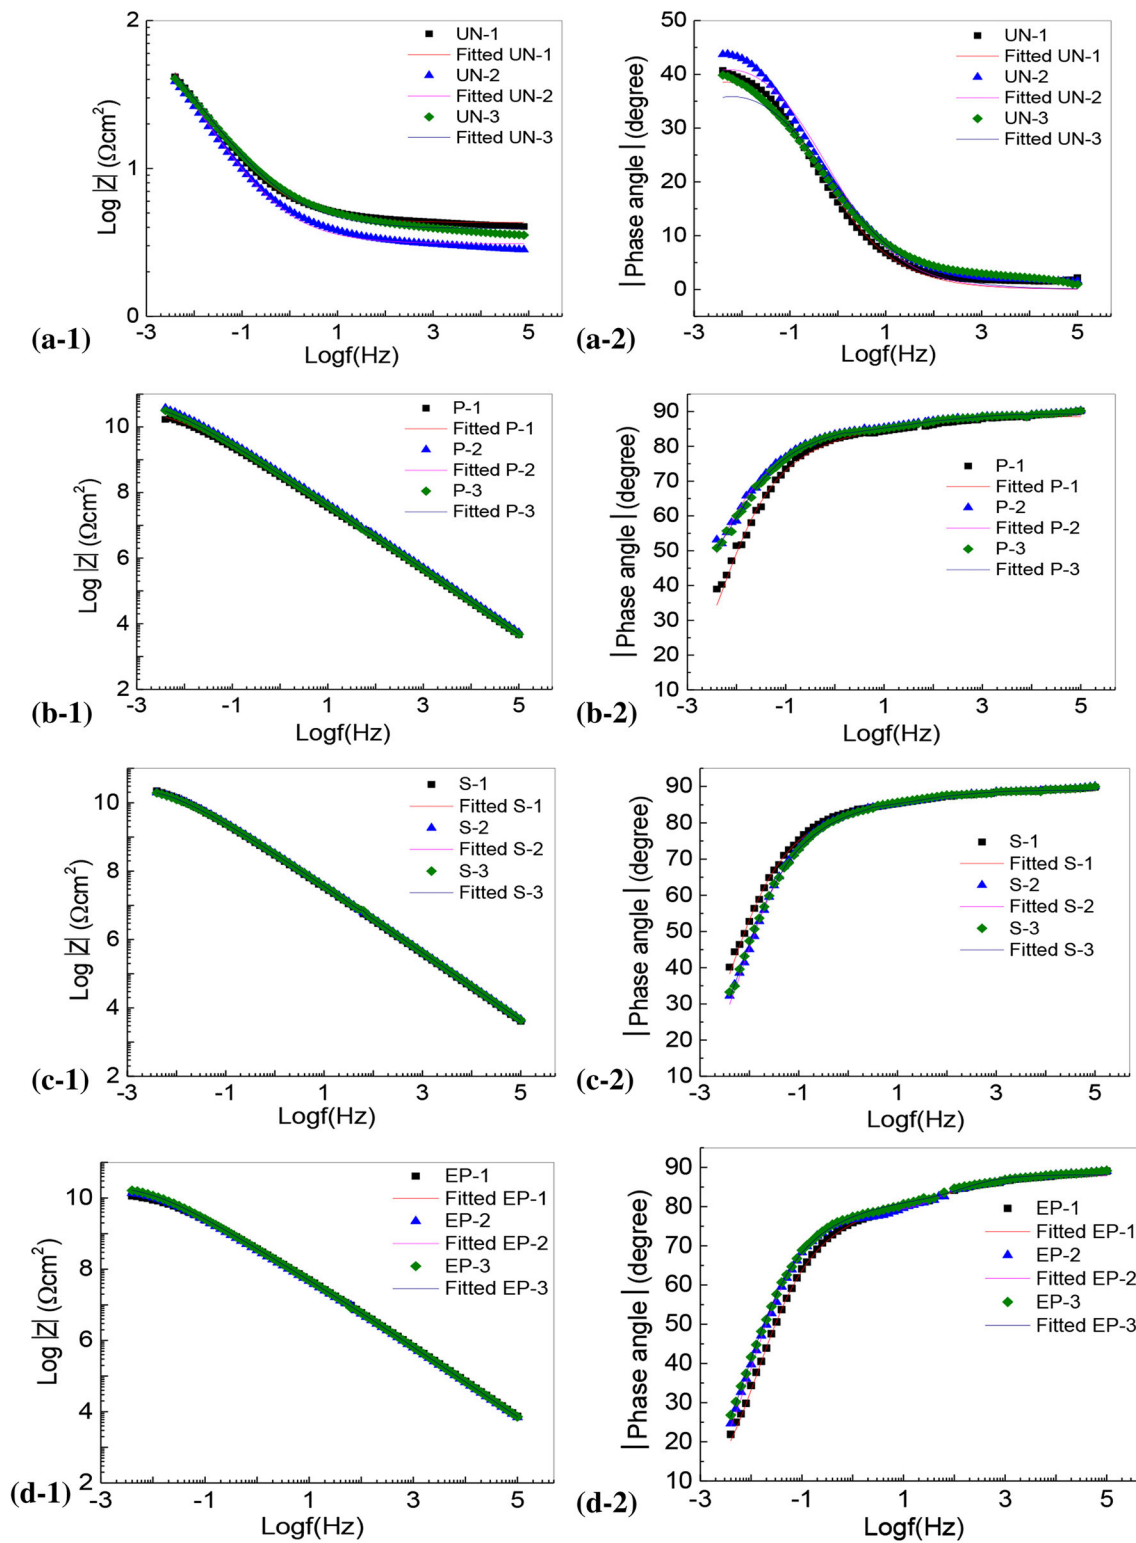 2
1
0
Log |Z| (Ωcm²)
UN-1
Fitted UN-1
UN-2
Fitted UN-2
UN-3
Fitted UN-3
-3 -1 1 3 5
Logf(Hz)
(a-1)
50
40
30
20
10
0
|Phase angle| (degree)
UN-1
Fitted UN-1
UN-2
Fitted UN-2
UN-3
Fitted UN-3
-3 -1 1 3 5
Logf(Hz)
(a-2)
10
8
6
4
2
Log |Z| (Ωcm²)
P-1
Fitted P-1
P-2
Fitted P-2
P-3
Fitted P-3
-3 -1 1 3 5
Logf(Hz)
(b-1)
90
80
70
60
50
40
30
20
10
|Phase angle| (degree)
P-1
Fitted P-1
P-2
Fitted P-2
P-3
Fitted P-3
-3 -1 1 3 5
Logf(Hz)
(b-2)
10
8
6
4
2
Log |Z| (Ωcm²)
S-1
Fitted S-1
S-2
Fitted S-2
S-3
Fitted S-3
-3 -1 1 3 5
Logf(Hz)
(c-1)
90
80
70
60
50
40
30
20
10
|Phase angle| (degree)
S-1
Fitted S-1
S-2
Fitted S-2
S-3
Fitted S-3
-3 -1 1 3 5
Logf(Hz)
(c-2)
10
8
6
4
2
Log |Z| (Ωcm²)
EP-1
Fitted EP-1
EP-2
Fitted EP-2
EP-3
Fitted EP-3
-3 -1 1 3 5
Logf(Hz)
(d-1)
90
80
70
60
50
40
30
20
10
|Phase angle| (degree)
EP-1
Fitted EP-1
EP-2
Fitted EP-2
EP-3
Fitted EP-3
-3 -1 1 3 5
Logf(Hz)
(d-2)